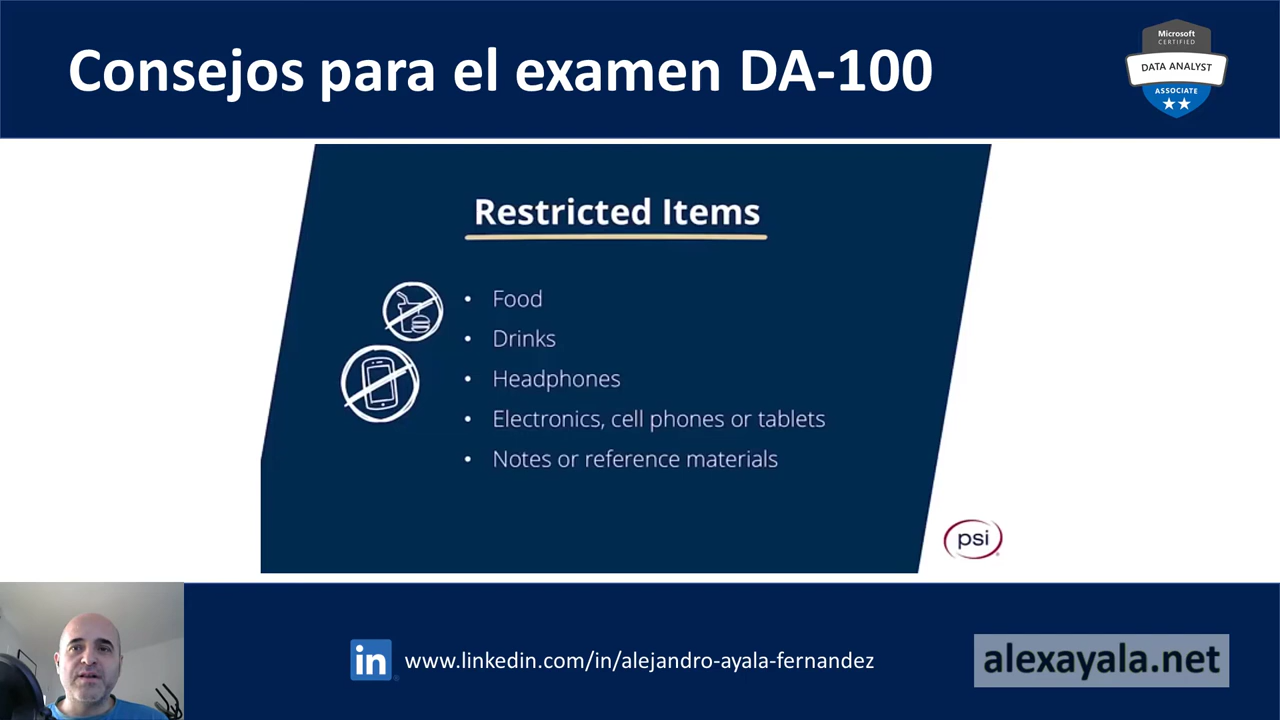 Consejos para el examen DA-100
Microsoft
CERTIFIED
DATA ANALYST
ASSOCIATE
Restricted Items
• Food
• Drinks
• Headphones
• Electronics, cell phones or tablets
• Notes or reference materials
psi
in
www.linkedin.com/in/alejandro-ayala-fernandez
alexayala.net